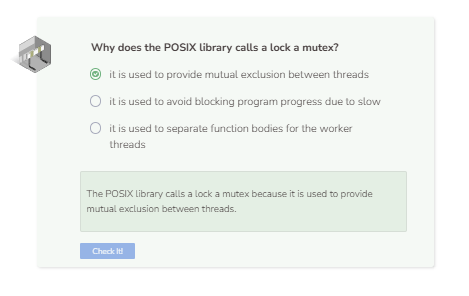 Why does the POSIX library calls a lock a mutex?
it is used to provide mutual exclusion between threads
it is used to avoid blocking program progress due to slow
it is used to separate function bodies for the worker
threads
The POSIX library calls a lock a mutex because it is used to provide
mutual exclusion between threads.
Check It!